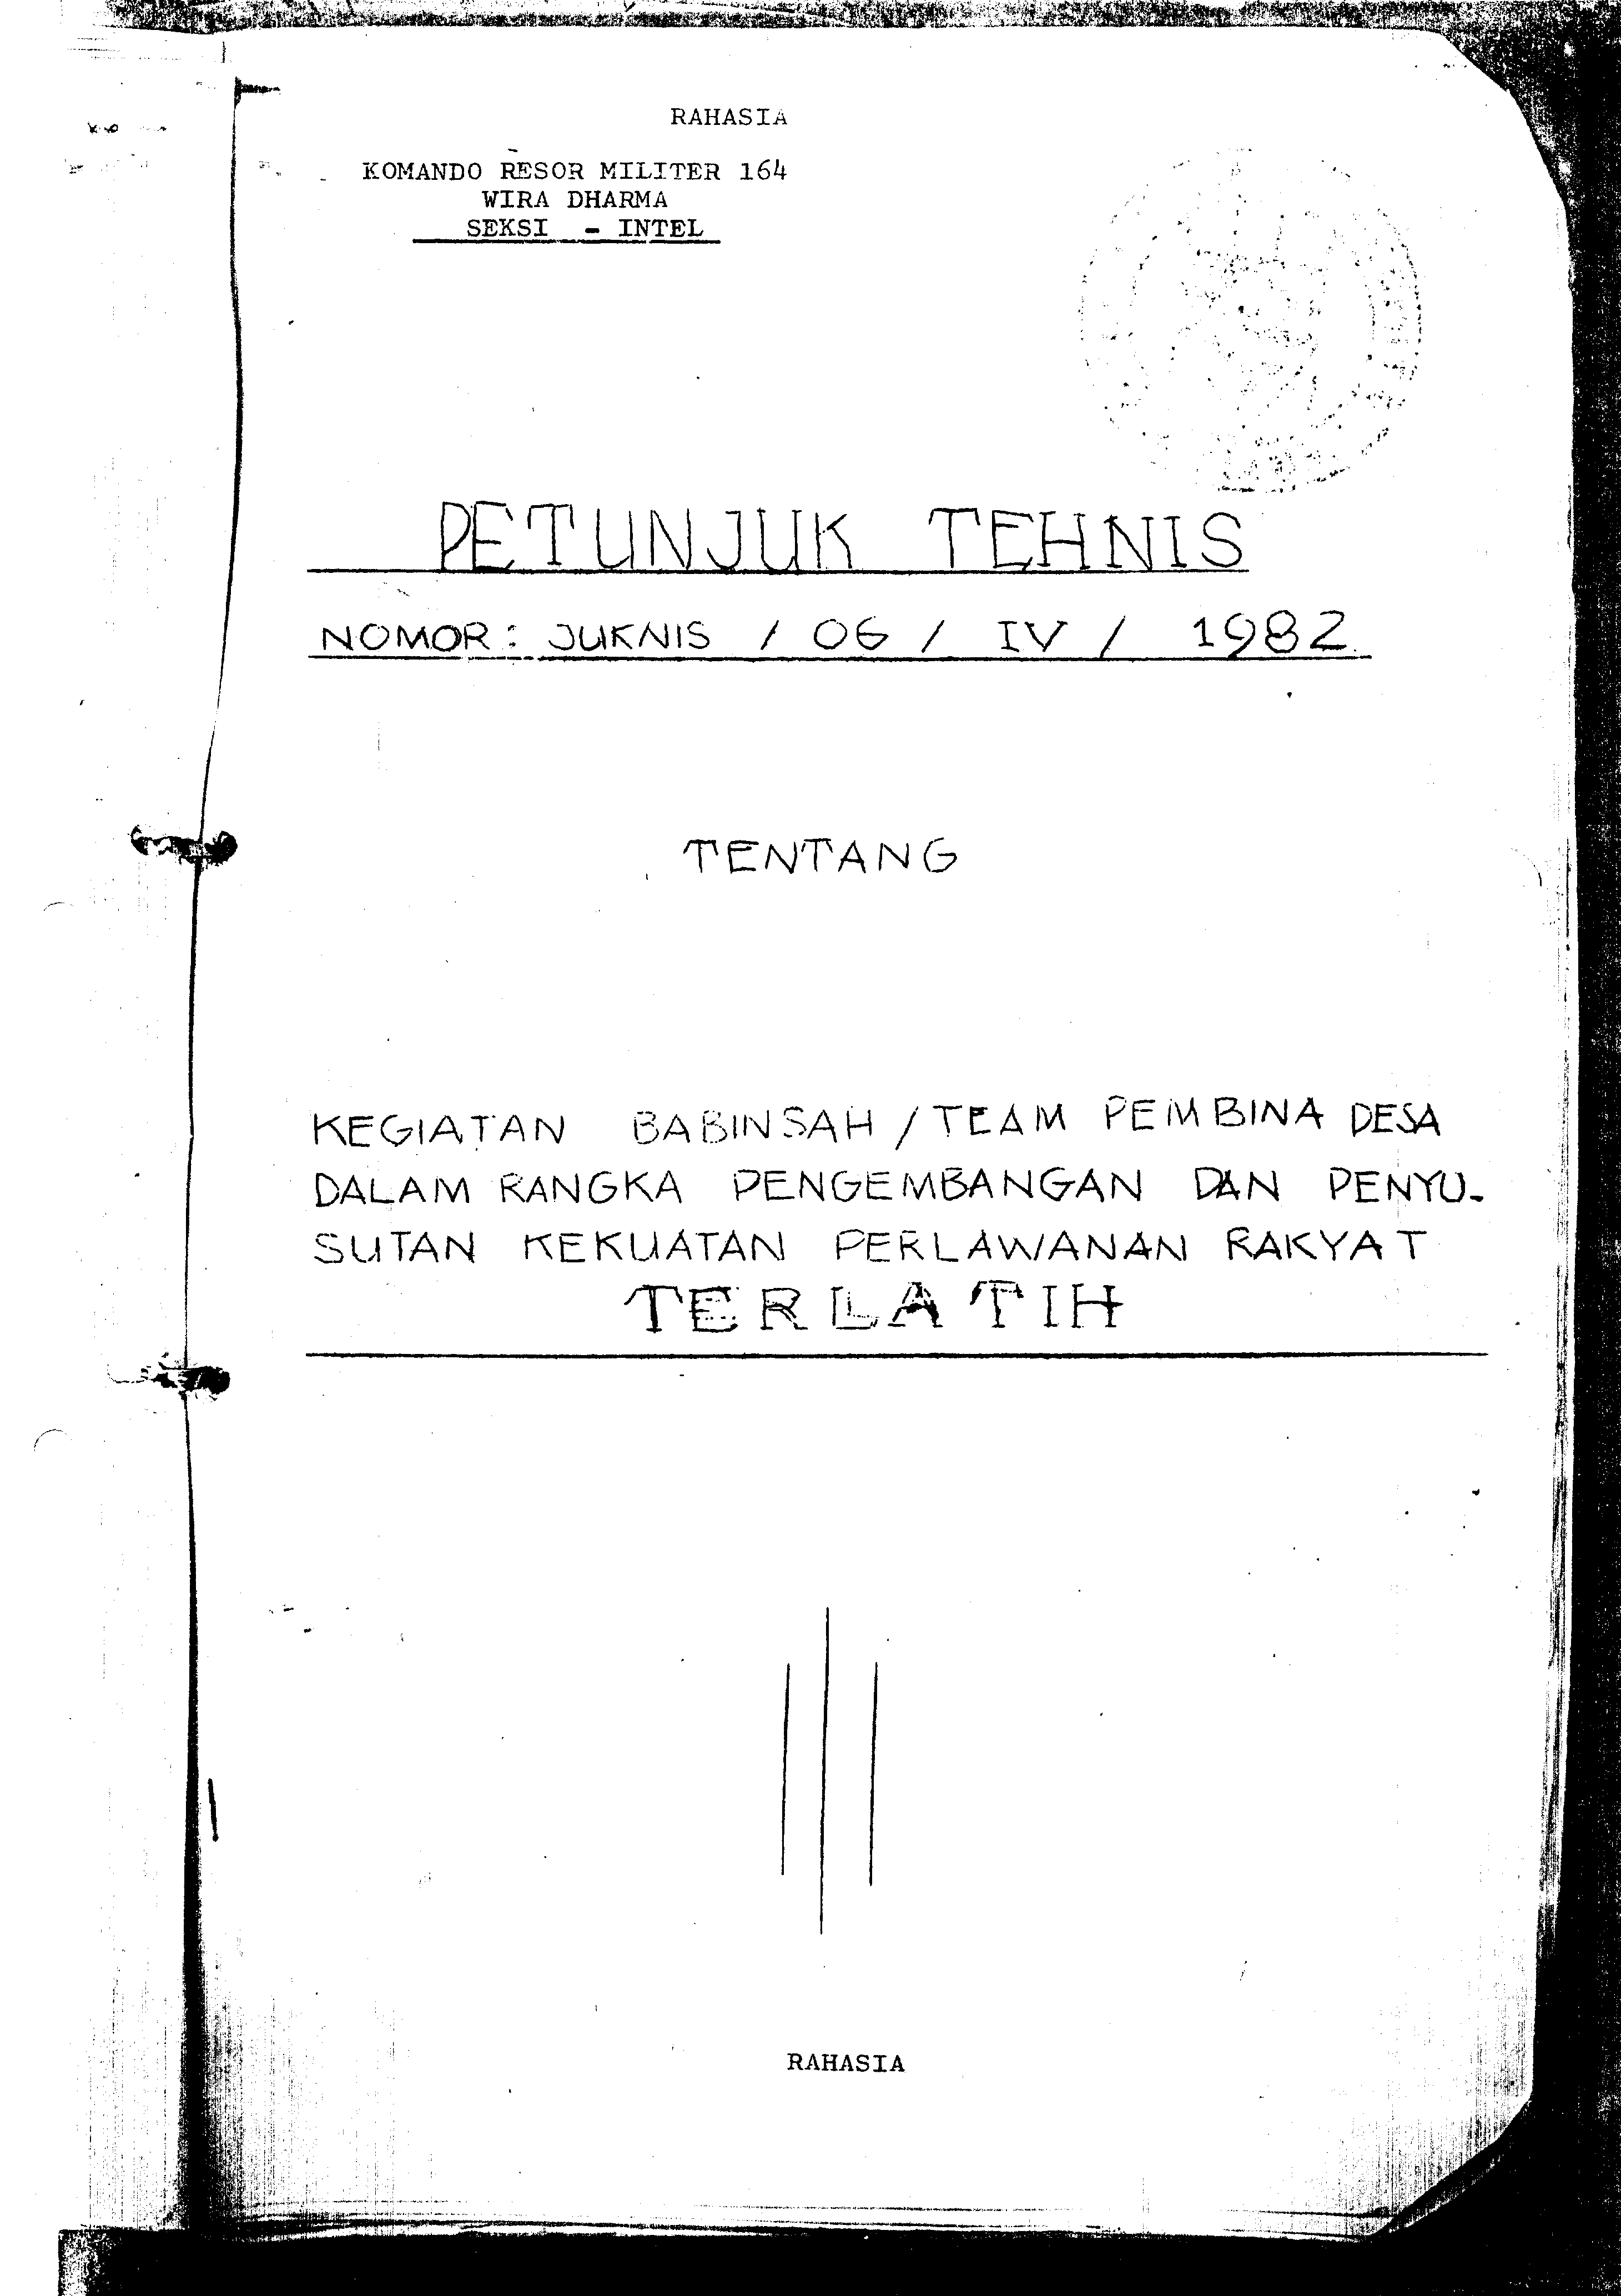 RAHASIA
KOMANDO RESOR MILITER 164
WIRA DHARMA
SEKSI - INTEL
PETUNJUK TEHNIS
NOMOR: JUKNIS / 06 / IV / 1982
TENTANG
KEGIATAN BABINSAH / TEAM PEMBINA DESA
DALAM RANGKA PENGEMBANGAN DAN PENYU-
SUTAN KEKUATAN PERLAWANAN RAKYAT
TERLATIH
RAHASIA